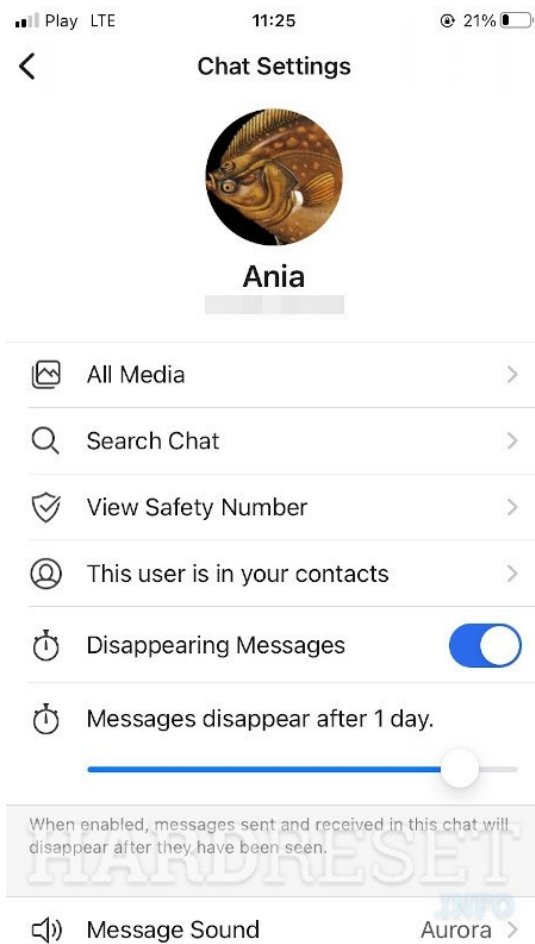 Play LTE 11:25 21%
Chat Settings
Ania
All Media
Search Chat
View Safety Number
This user is in your contacts
Disappearing Messages
Messages disappear after 1 day.
When enabled, messages sent and received in this chat will
disappear after they have been seen.
HARDRESET
.INFO
Message Sound Aurora